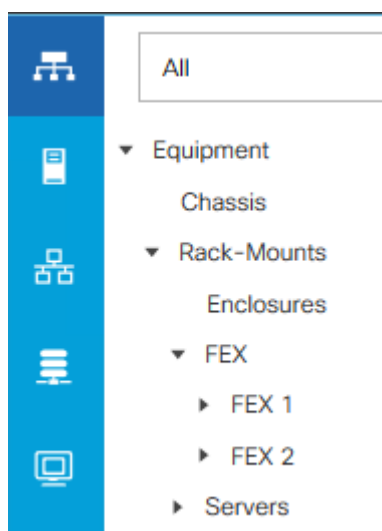 All
Equipment
Chassis
Rack-Mounts
Enclosures
FEX
FEX 1
FEX 2
Servers